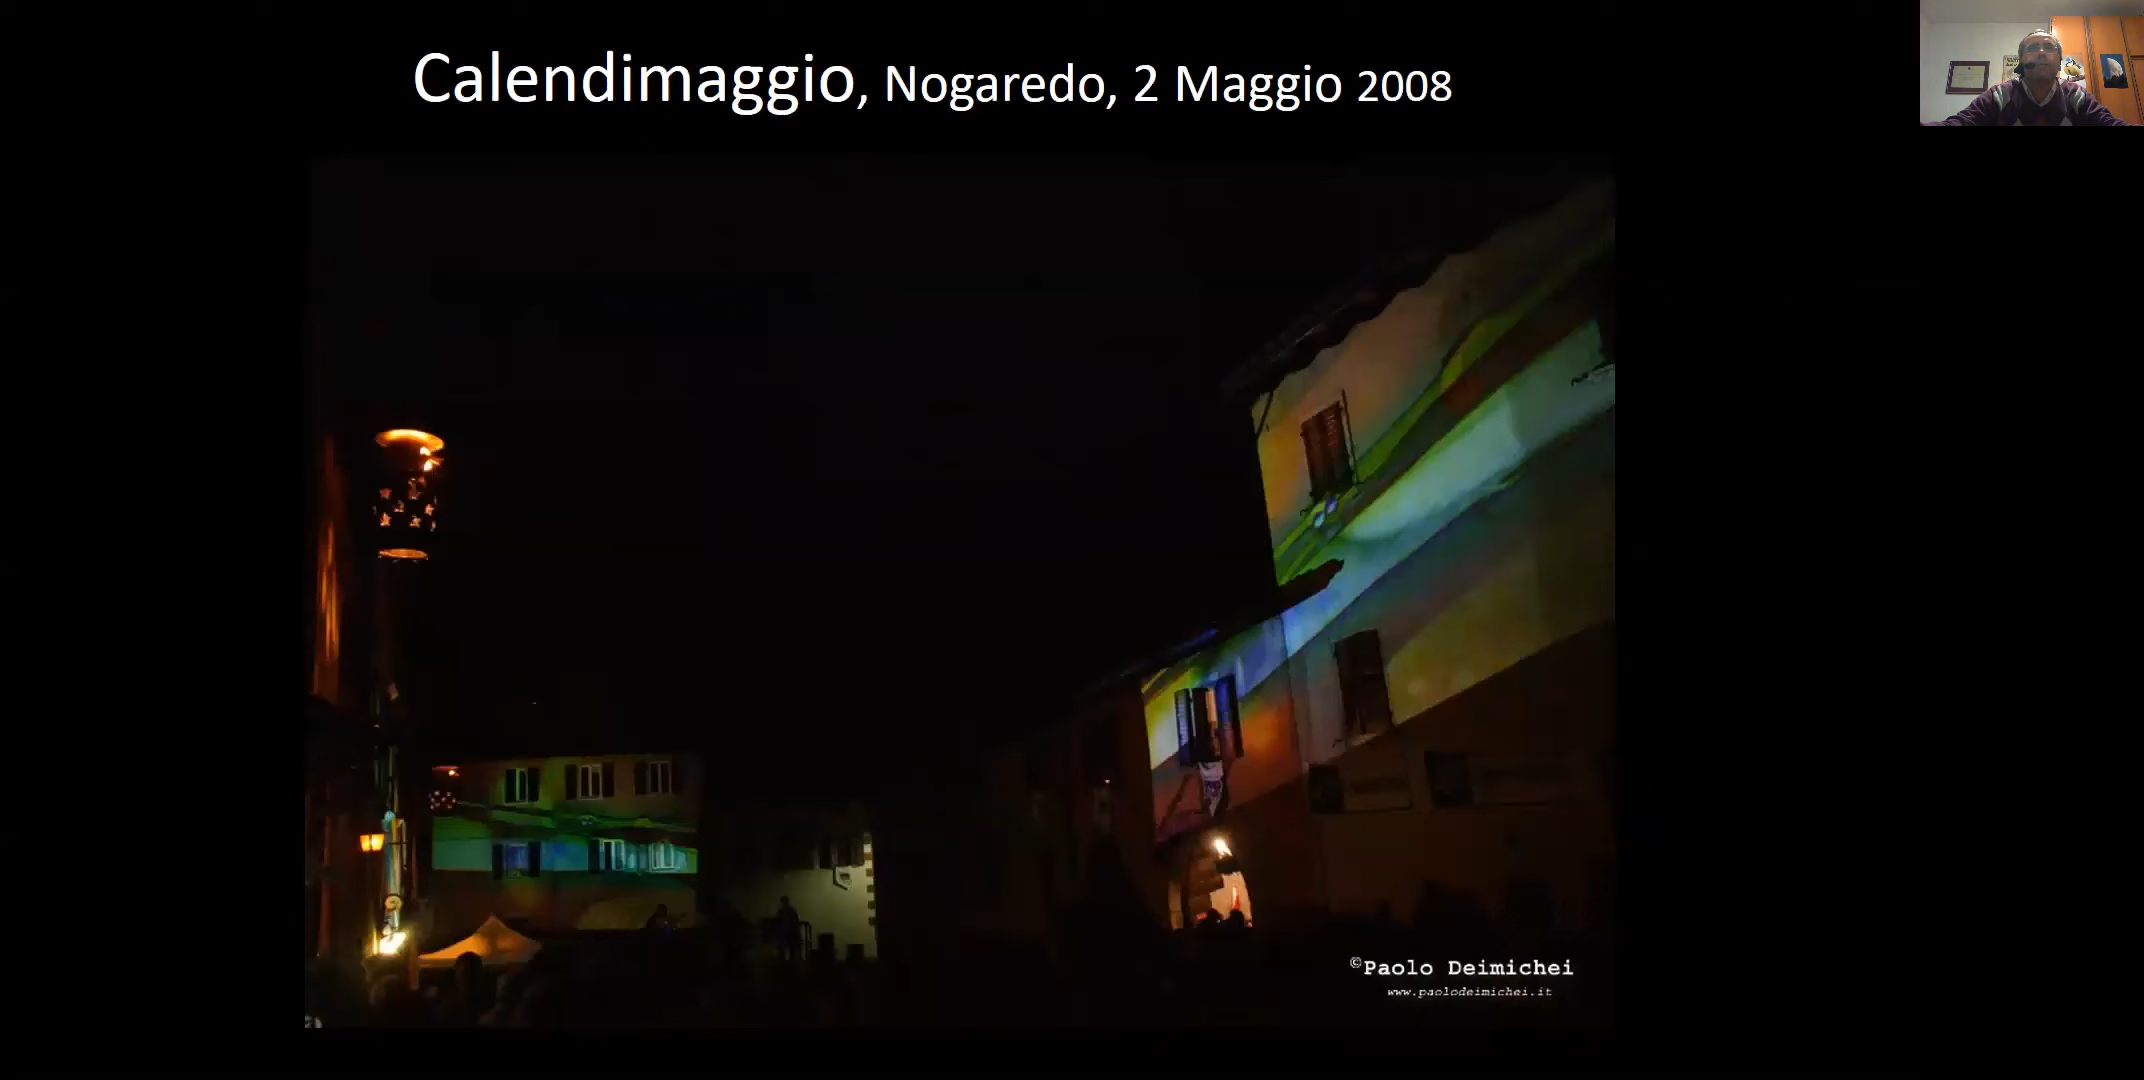 Calendimaggio, Nogaredo, 2 Maggio 2008
©Paolo Deimichei
www.paolodeimichei.it